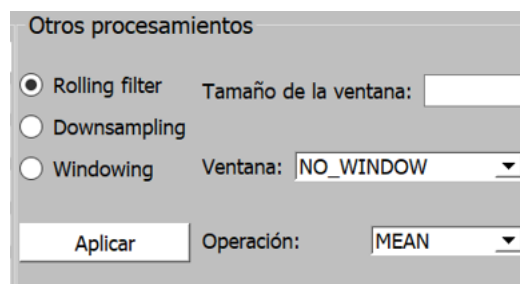 Otros procesamientos
Rolling filter
Tamaño de la ventana:
Downsampling
Windowing
Ventana: NO_WINDOW
Aplicar
Operación: MEAN